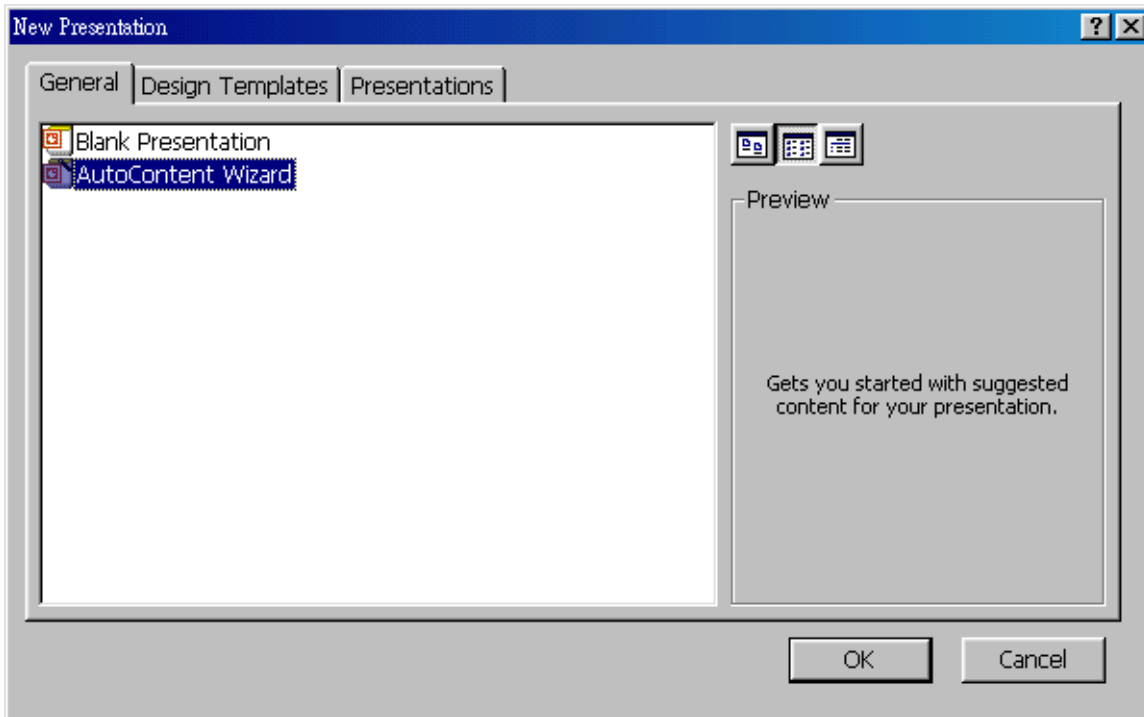 New Presentation
General Design Templates Presentations
Blank Presentation
AutoContent Wizard
Preview
Gets you started with suggested
content for your presentation.
OK Cancel